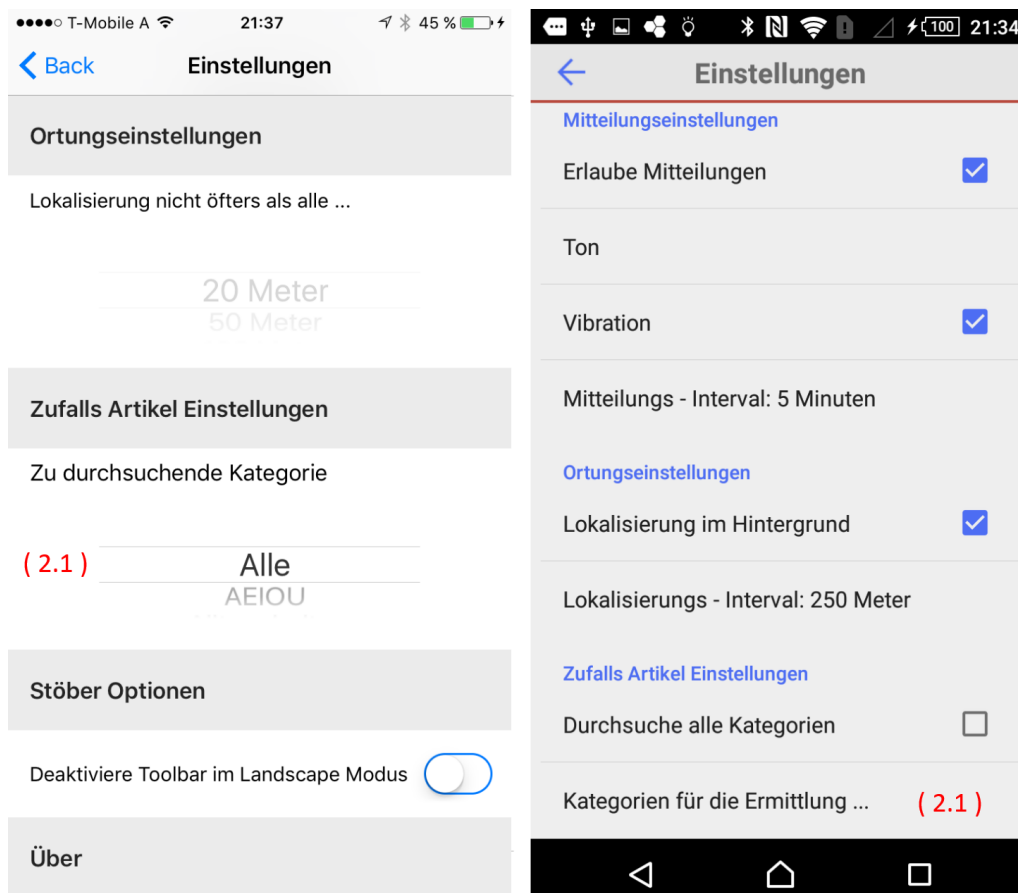 T-Mobile A 21:37 45 %
Back Einstellungen
Ortungseinstellungen
Lokalisierung nicht öfters als alle ...
20 Meter
50 Meter
Zufalls Artikel Einstellungen
Zu durchsuchende Kategorie
( 2.1 ) Alle
AEIOU
Stöber Optionen
Deaktiviere Toolbar im Landscape Modus
Über
100 21:34
Einstellungen
Mitteilungseinstellungen
Erlaube Mitteilungen
Ton
Vibration
Mitteilungs - Interval: 5 Minuten
Ortungseinstellungen
Lokalisierung im Hintergrund
Lokalisierungs - Interval: 250 Meter
Zufalls Artikel Einstellungen
Durchsuche alle Kategorien
Kategorien für die Ermittlung ... ( 2.1 )